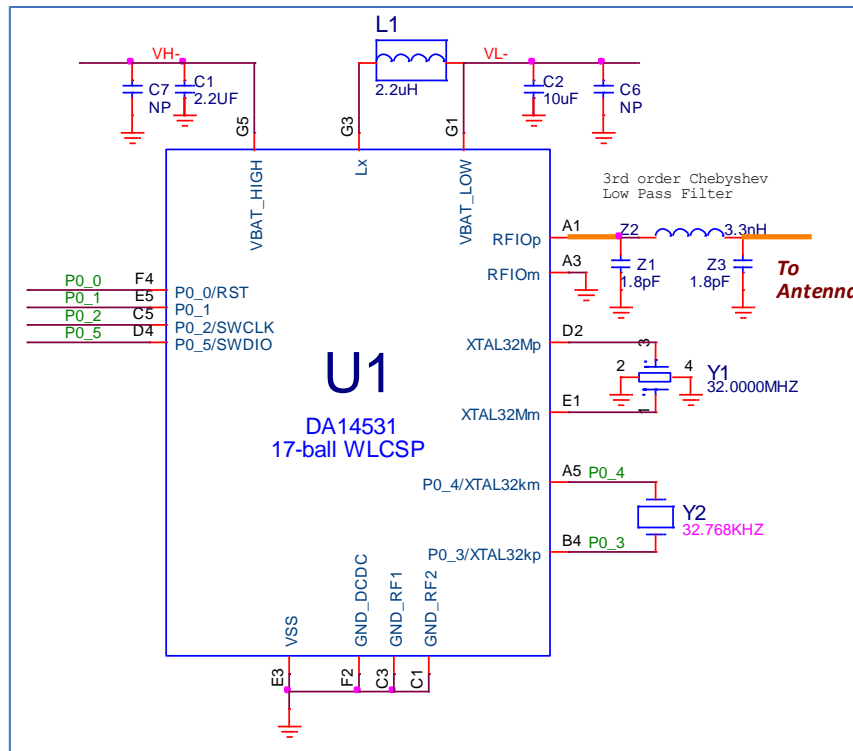 L1
VH-
VL-
2.2uH
C7
NP
C1
2.2UF
C2
10uF
C6
NP
G5
G3
G1
VBAT_HIGH
Lx
VBAT_LOW
3rd order Chebyshev
Low Pass Filter
RFIOp
A1
Z2
3.3nH
RFIOm
A3
Z1
1.8pF
Z3
1.8pF
To
Antenna
P0_0
F4
P0_0/RST
P0_1
E5
P0_1
P0_2
C5
P0_2/SWCLK
P0_5
D4
P0_5/SWDIO
XTAL32Mp
D2
3
2
4
Y1
32.0000MHZ
1
XTAL32Mm
E1
U1
DA14531
17-ball WLCSP
P0_4/XTAL32km
A5
P0_4
Y2
32.768KHZ
P0_3/XTAL32kp
B4
P0_3
VSS
GND_DCDC
GND_RF1
GND_RF2
E3
F2
C3
C1